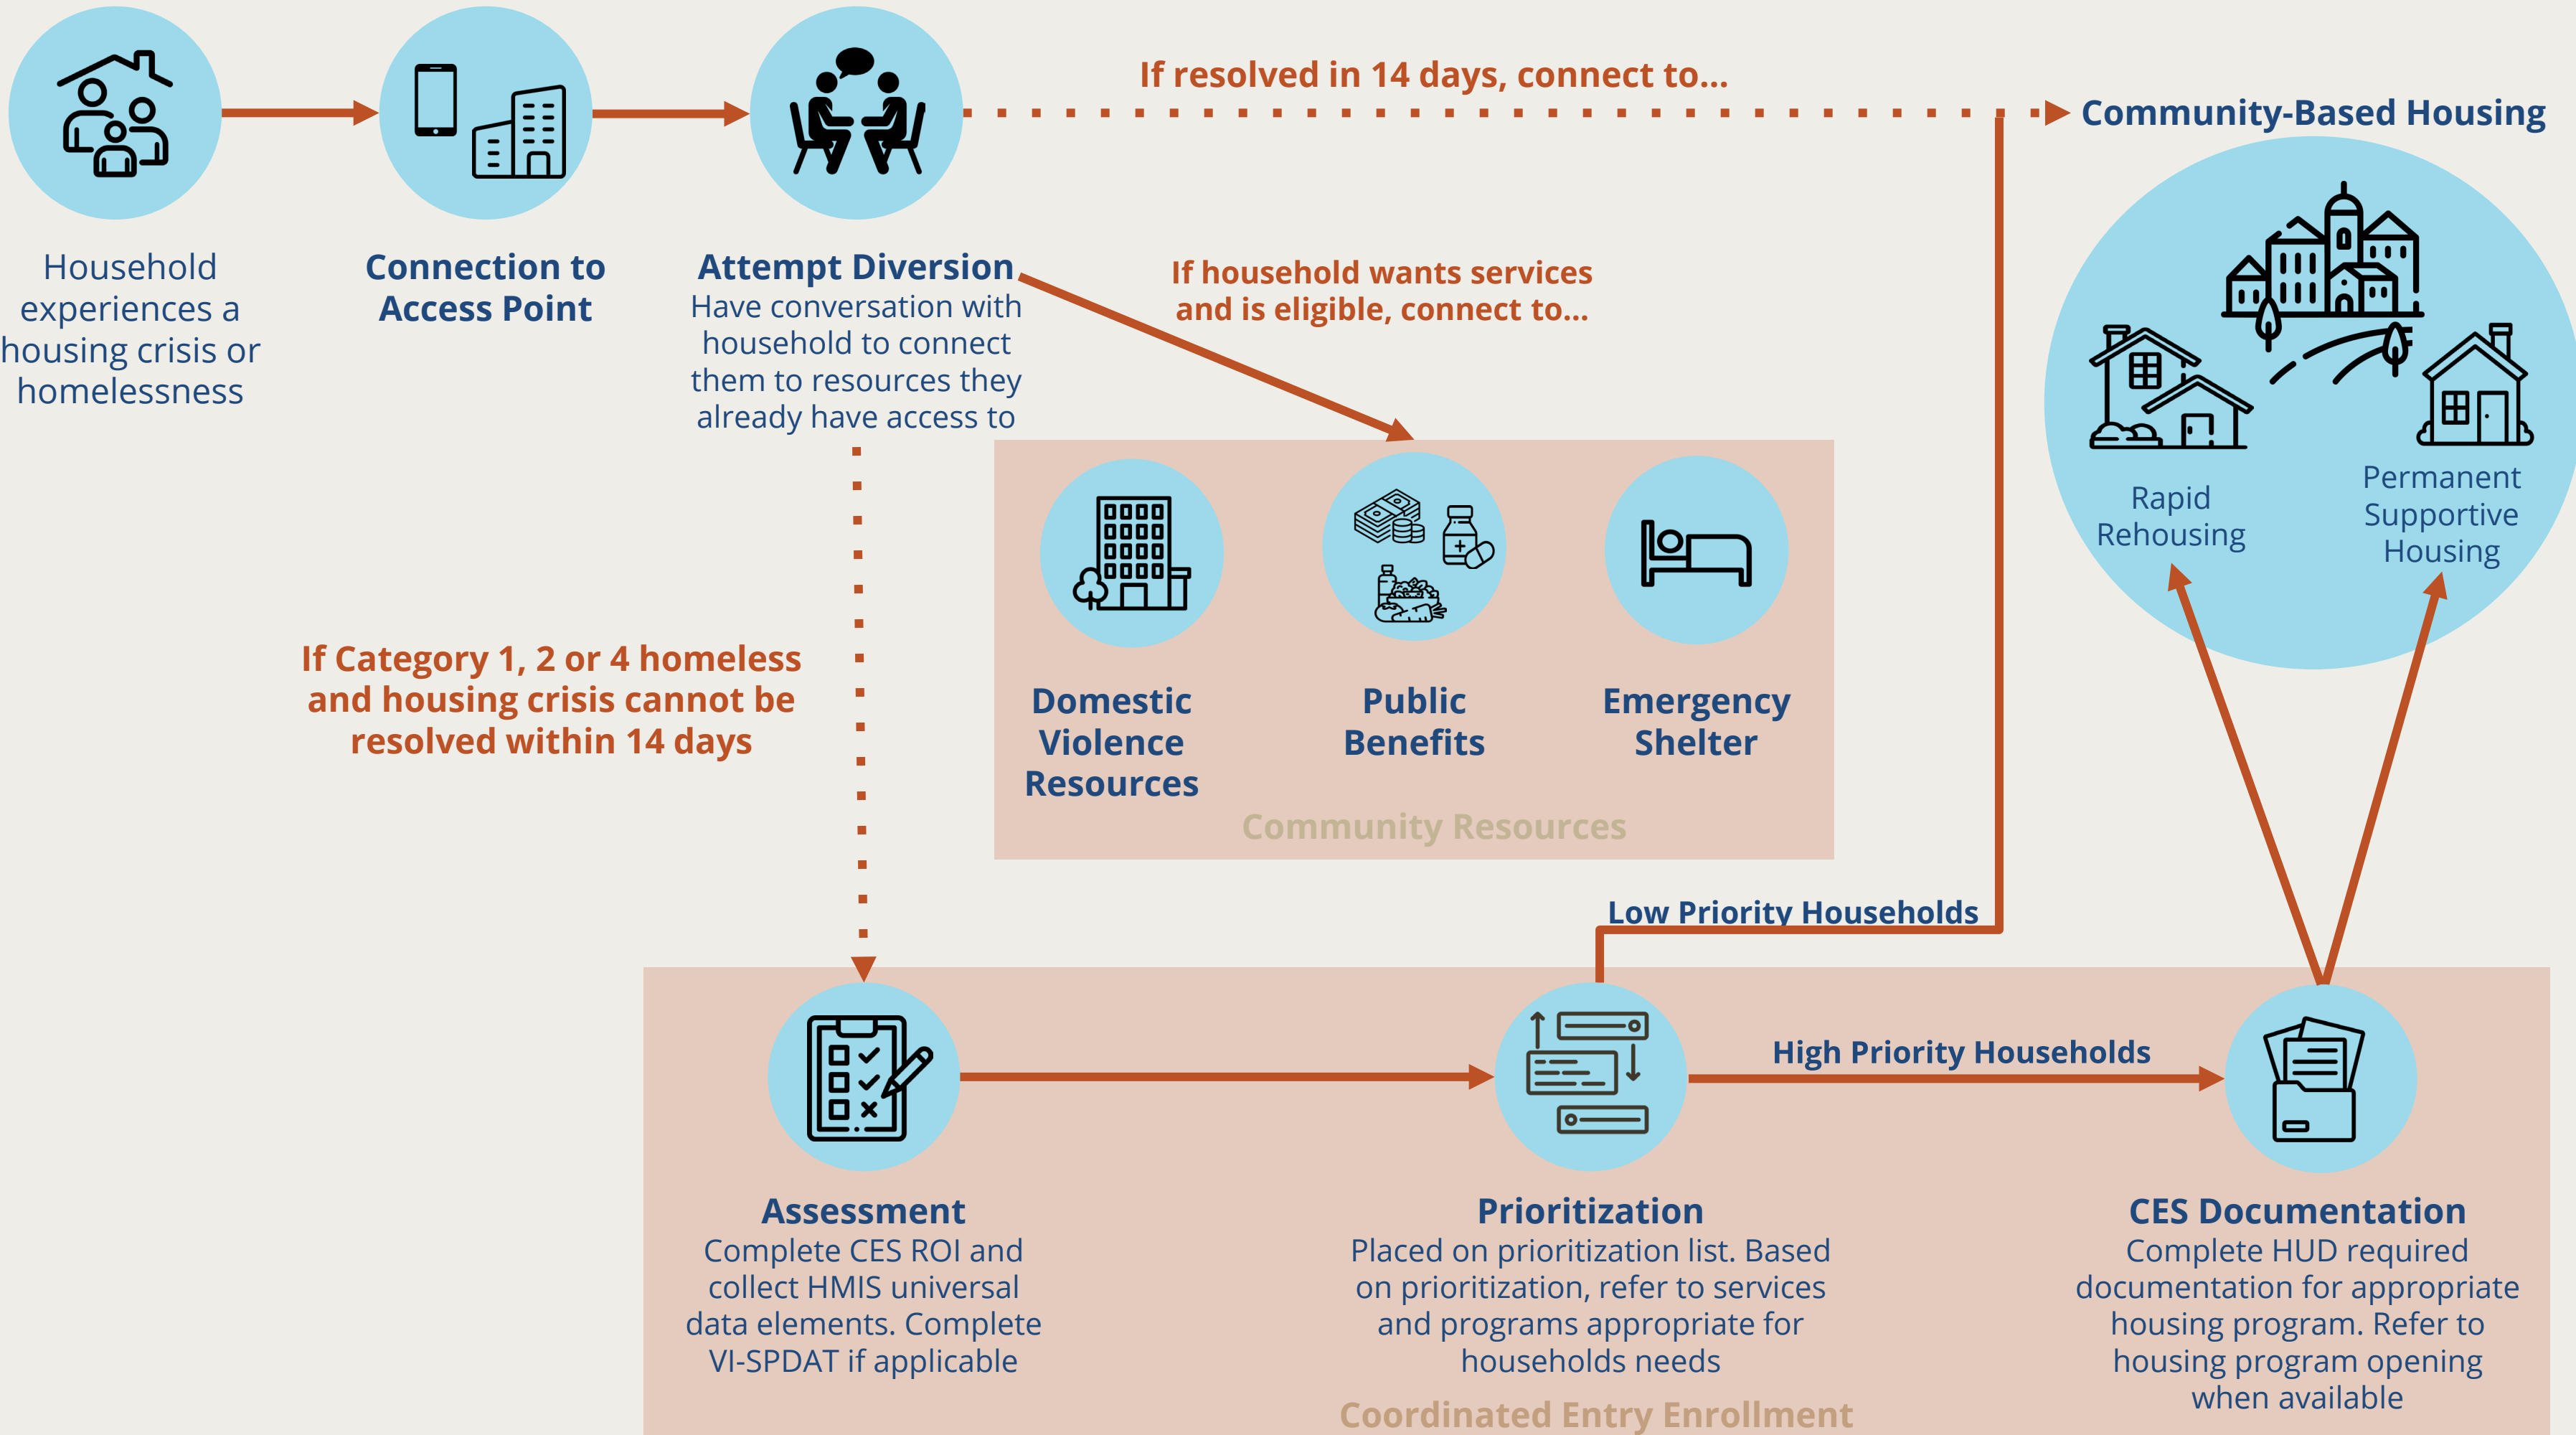 If resolved in 14 days, connect to...
Community-Based Housing
Household
experiences a
housing crisis or
homelessness
Connection to
Access Point
Attempt Diversion
Have conversation with
household to connect
them to resources they
already have access to
If household wants services
and is eligible, connect to...
Rapid
Rehousing
Permanent
Supportive
Housing
If Category 1, 2 or 4 homeless
and housing crisis cannot be
resolved within 14 days
Domestic
Violence
Resources
Public
Benefits
Emergency
Shelter
Community Resources
Low Priority Households
High Priority Households
Assessment
Complete CES ROI and
collect HMIS universal
data elements. Complete
VI-SPDAT if applicable
Prioritization
Placed on prioritization list. Based
on prioritization, refer to services
and programs appropriate for
households needs
CES Documentation
Complete HUD required
documentation for appropriate
housing program. Refer to
housing program opening
when available
Coordinated Entry Enrollment